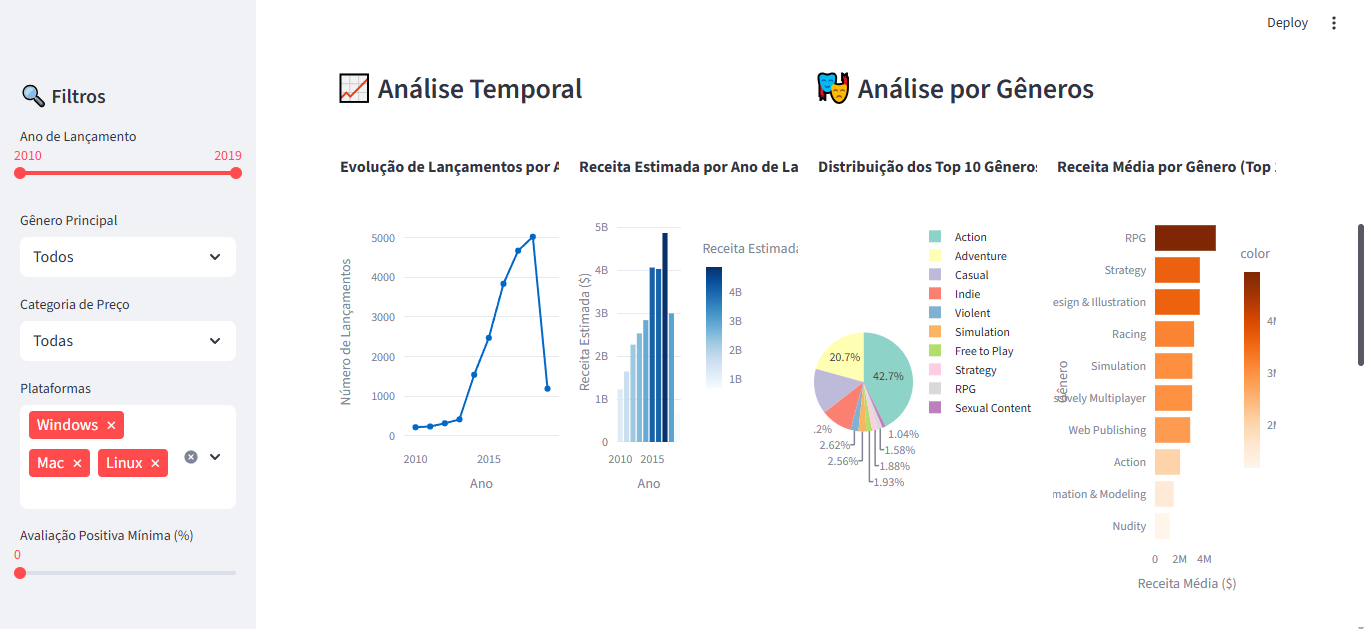 Deploy
Filtros
Ano de Lançamento
2010 2019
Gênero Principal
Todos
Categoria de Preço
Todas
Plataformas
Windows ×
Mac × Linux ×
Avaliação Positiva Mínima (%)
0
Análise Temporal
Evolução de Lançamentos por A
Número de Lançamentos
5000
4000
3000
2000
1000
0
2010 2015
Ano
Receita Estimada por Ano de La
Receita Estimada ($)
5B
4B
3B
2B
1B
0
2010 2015
Ano
Receita Estimada
4B
3B
2B
1B
Análise por Gêneros
Distribuição dos Top 10 Gêneros
20.7%
42.7%
.2%
2.62%
2.56%
1.04%
1.58%
1.88%
1.93%
Action
Adventure
Casual
Indie
Violent
Simulation
Free to Play
Strategy
RPG
Sexual Content
Receita Média por Gênero (Top
Gênero
RPG
Strategy
esign & Illustration
Racing
Simulation
sively Multiplayer
Web Publishing
Action
mation & Modeling
Nudity
0 2M 4M
Receita Média ($)
color
4M
3M
2M